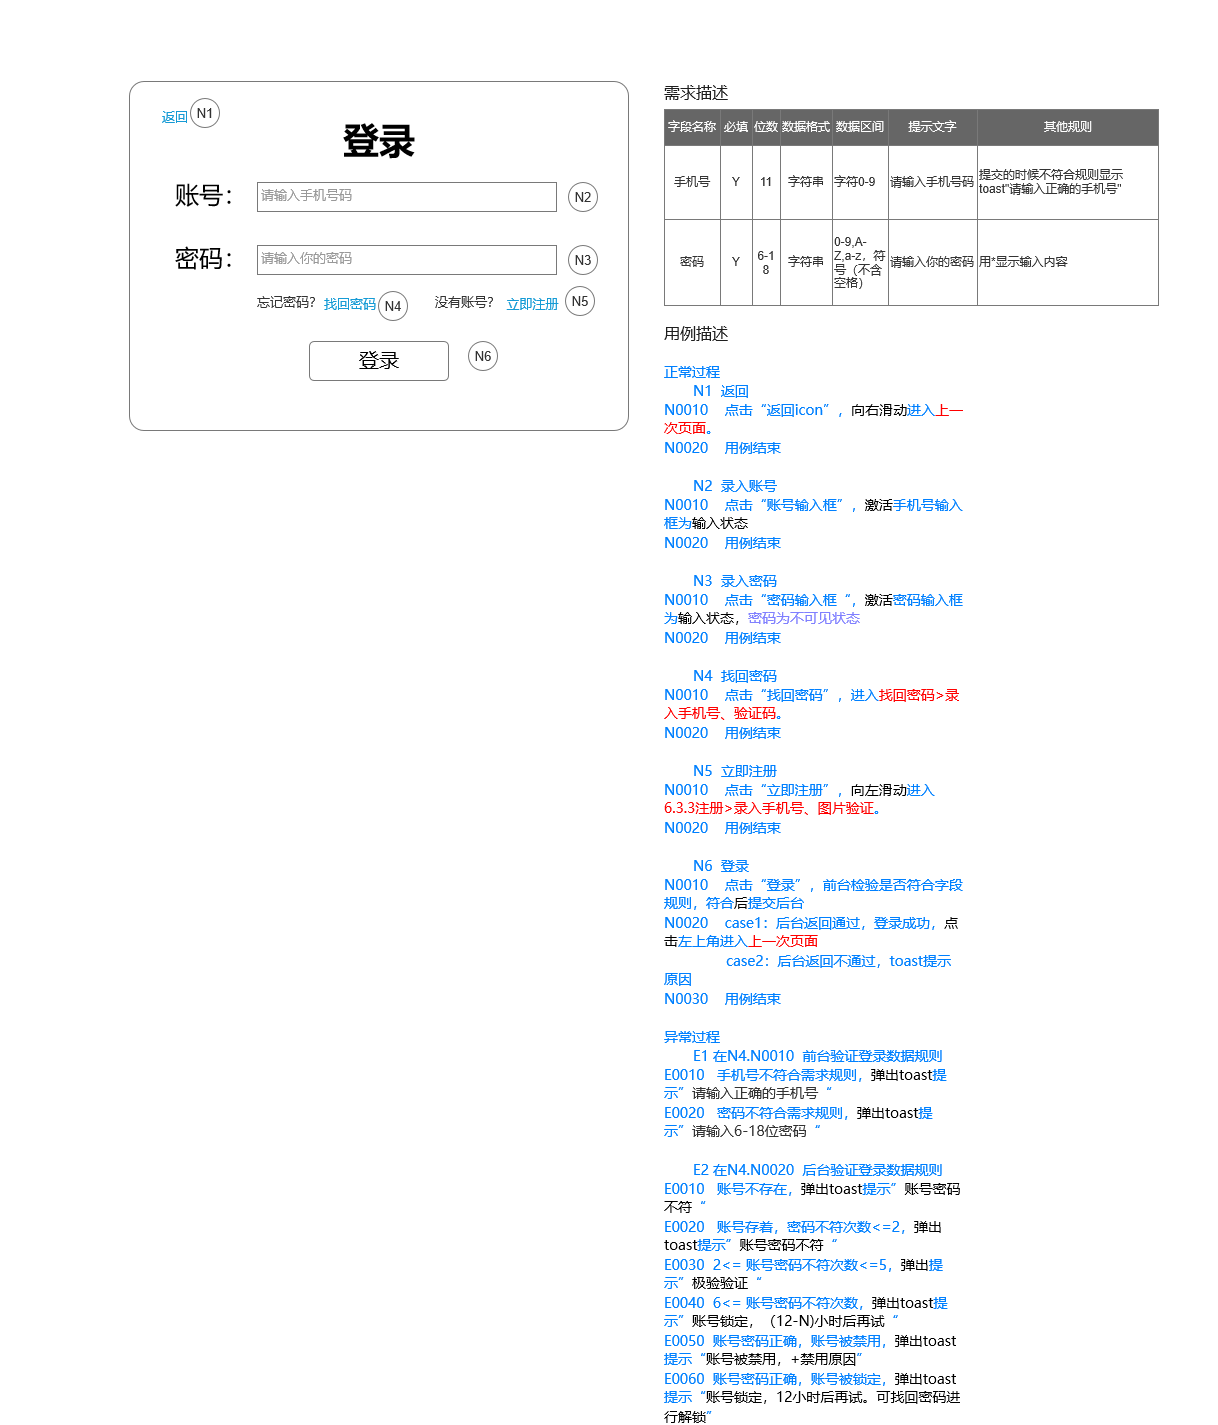 返回 N1
登录
账号： 请输入手机号码 N2
密码： 请输入你的密码 N3
忘记密码？ 找回密码 N4 没有账号？ 立即注册 N5
登录 N6
需求描述
字段名称 必填 位数 数据格式 数据区间 提示文字 其他规则
手机号 Y 11 字符串 字符0-9 请输入手机号码 提交的时候不符合规则显示
toast"请输入正确的手机号"
密码 Y 6-1
8 字符串 0-9,A-
Z,a-z，符
号（不含
空格） 请输入你的密码 用*显示输入内容
用例描述
正常过程
N1 返回
N0010 点击“返回icon”，向右滑动进入上一
次页面。
N0020 用例结束
N2 录入账号
N0010 点击“账号输入框”，激活手机号输入
框为输入状态
N0020 用例结束
N3 录入密码
N0010 点击“密码输入框“，激活密码输入框
为输入状态，密码为不可见状态
N0020 用例结束
N4 找回密码
N0010 点击“找回密码”，进入找回密码>录
入手机号、验证码。
N0020 用例结束
N5 立即注册
N0010 点击“立即注册”，向左滑动进入
6.3.3注册>录入手机号、图片验证。
N0020 用例结束
N6 登录
N0010 点击“登录”，前台检验是否符合字段
规则，符合后提交后台
N0020 case1：后台返回通过，登录成功，点
击左上角进入上一次页面
case2：后台返回不通过，toast提示
原因
N0030 用例结束
异常过程
E1 在N4.N0010 前台验证登录数据规则
E0010 手机号不符合需求规则，弹出toast提
示”请输入正确的手机号“
E0020 密码不符合需求规则，弹出toast提
示”请输入6-18位密码“
E2 在N4.N0020 后台验证登录数据规则
E0010 账号不存在，弹出toast提示”账号密码
不符“
E0020 账号存着，密码不符次数<=2，弹出
toast提示”账号密码不符“
E0030 2<= 账号密码不符次数<=5，弹出提
示”极验验证“
E0040 6<= 账号密码不符次数，弹出toast提
示”账号锁定，（12-N)小时后再试“
E0050 账号密码正确，账号被禁用，弹出toast
提示“账号被禁用，+禁用原因”
E0060 账号密码正确，账号被锁定，弹出toast
提示“账号锁定，12小时后再试。可找回密码进
行解锁”